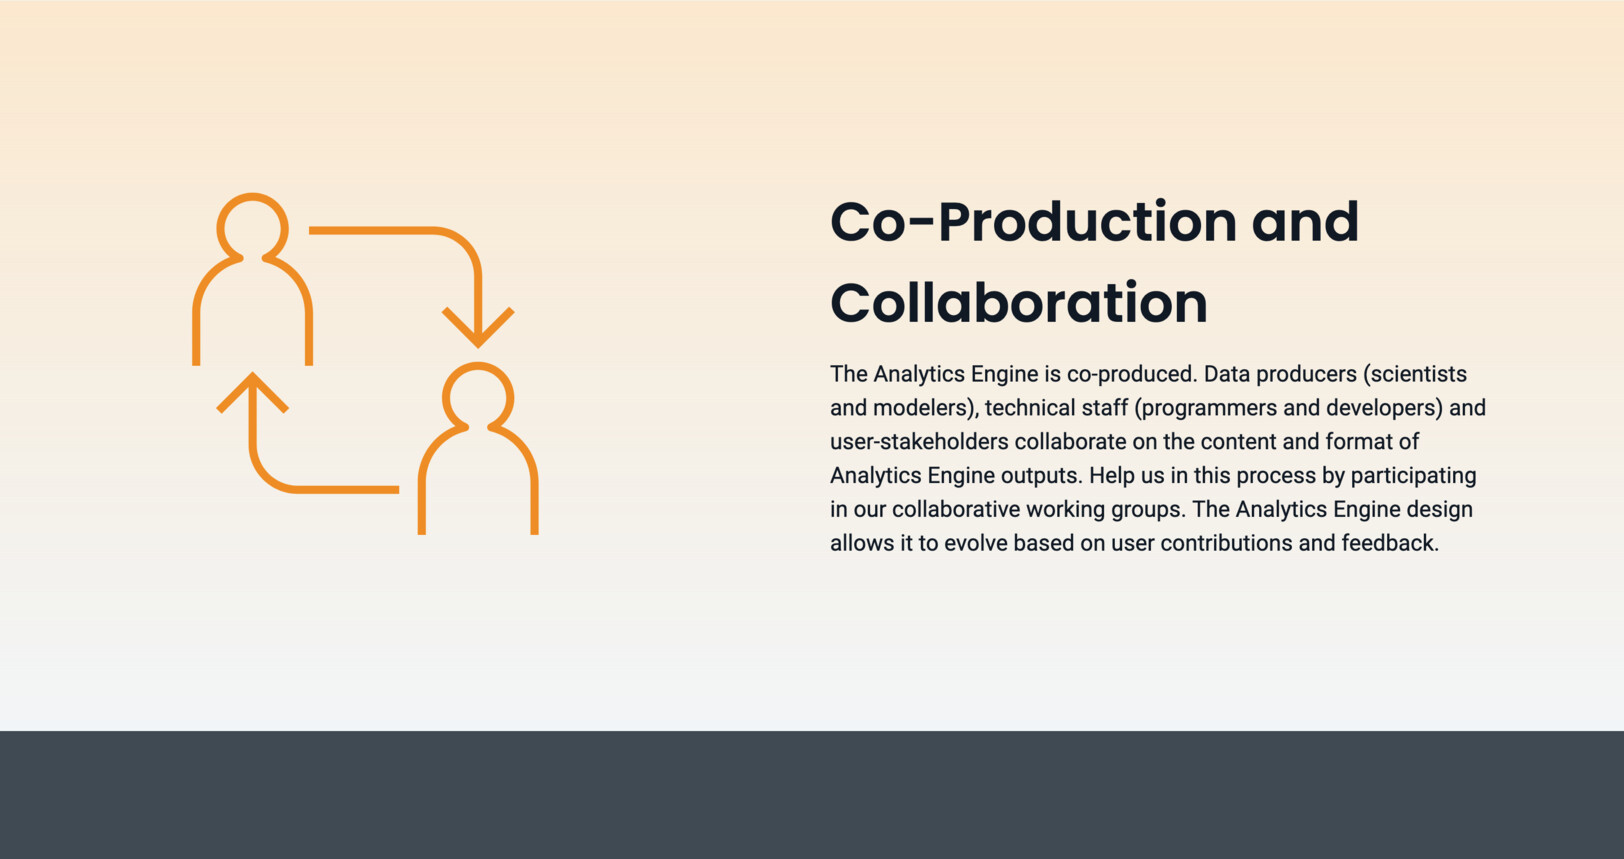 Co-Production and
Collaboration
The Analytics Engine is co-produced. Data producers (scientists
and modelers), technical staff (programmers and developers) and
user-stakeholders collaborate on the content and format of
Analytics Engine outputs. Help us in this process by participating
in our collaborative working groups. The Analytics Engine design
allows it to evolve based on user contributions and feedback.